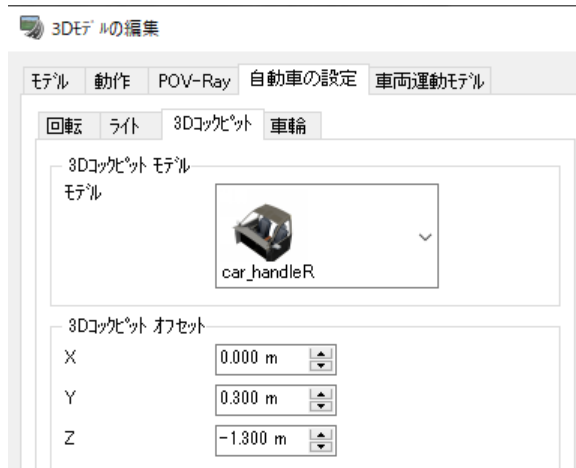 3Dﾓﾃﾞﾙの編集
ﾓﾃﾞﾙ 動作 POV-Ray 自動車の設定 車両運動ﾓﾃﾞﾙ
回転 ﾗｲﾄ 3Dｺｯｸﾋﾟｯﾄ 車輪
3Dｺｯｸﾋﾟｯﾄ ﾓﾃﾞﾙ
ﾓﾃﾞﾙ
car_handleR
3Dｺｯｸﾋﾟｯﾄ ｵﾌｾｯﾄ
X 0.000 m
Y 0.300 m
Z -1.300 m